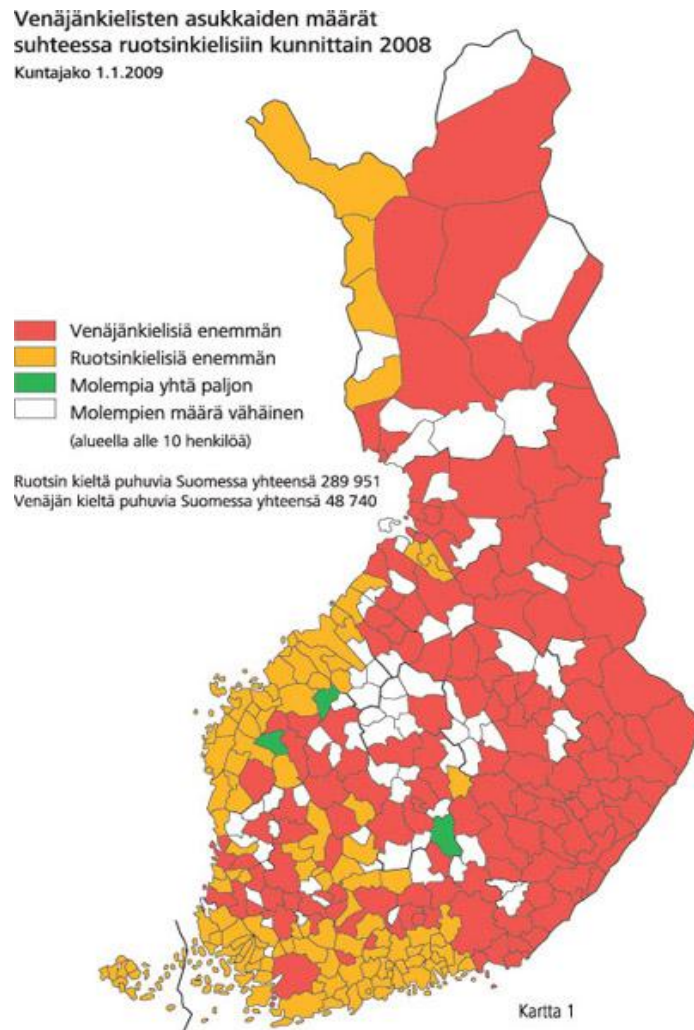 Venäjänkielisten asukkaiden määrät
suhteessa ruotsinkielisiin kunnittain 2008
Kuntajako 1.1.2009
Venäjänkielisiä enemmän
Ruotsinkielisiä enemmän
Molempia yhtä paljon
Molempien määrä vähäinen
(alueella alle 10 henkilöä)
Ruotsin kieltä puhuvia Suomessa yhteensä 289 951
Venäjän kieltä puhuvia Suomessa yhteensä 48 740
Kartta 1